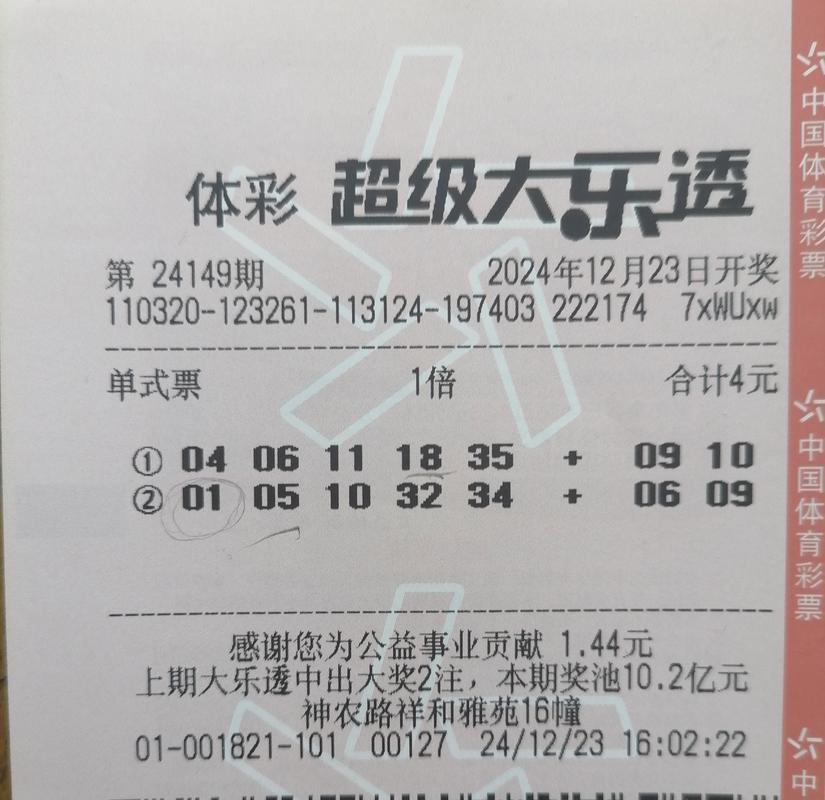 体彩 超级大乐透
第 24149期 2024年12月23日开奖
110320-123261-113124-197403 222174 7xWUxw
单式票 1倍 合计4元
① 04 06 11 18 35 + 09 10
② 01 05 10 32 34 + 06 09
感谢您为公益事业贡献 1.44元
上期大乐透中出大奖2注，本期奖池10.2亿元
神农路祥和雅苑16幢
01-001821-101 00127 24/12/23 16:02:22
中国体育彩票
中国体育彩票
中